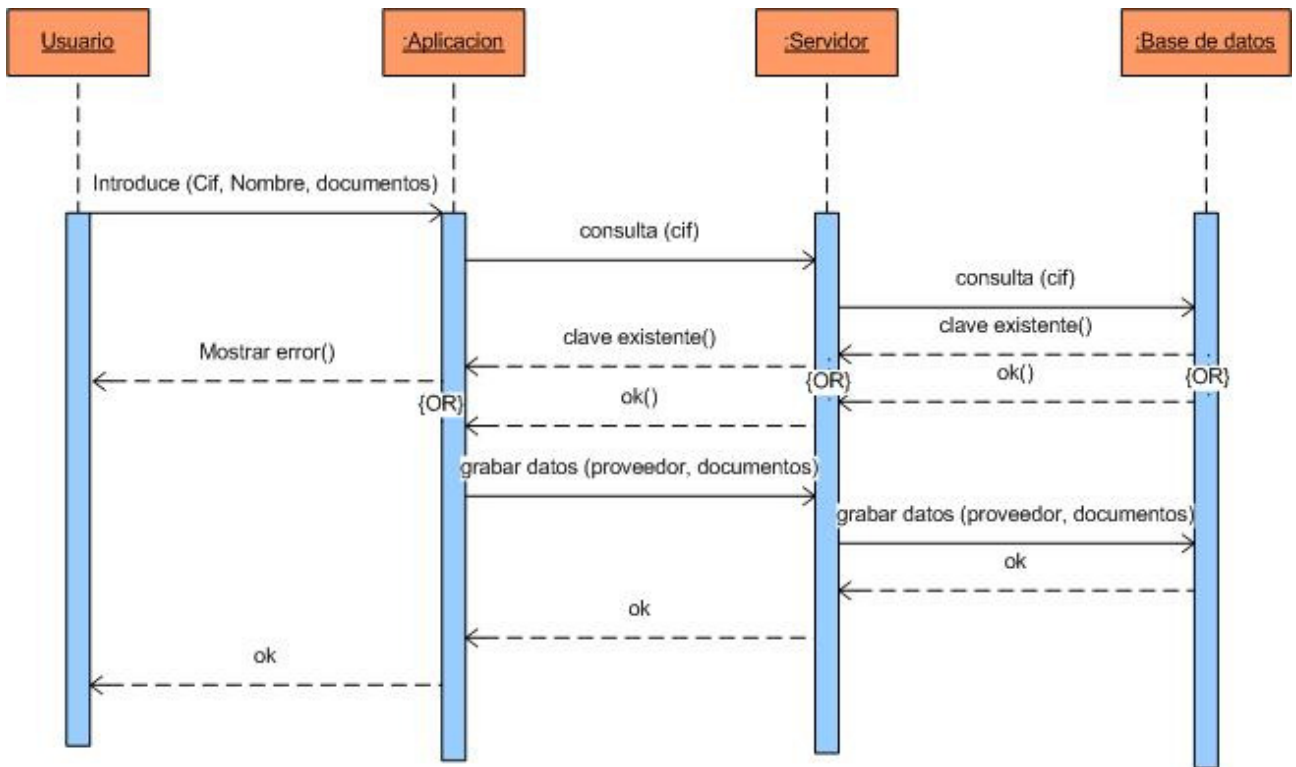 Usuario
:Aplicacion
:Servidor
:Base de datos
Introduce (Cif, Nombre, documentos)
consulta (cif)
consulta (cif)
clave existente()
clave existente()
Mostrar error()
{OR}
{OR}
ok()
{OR}
ok()
grabar datos (proveedor, documentos)
grabar datos (proveedor, documentos)
ok
ok
ok